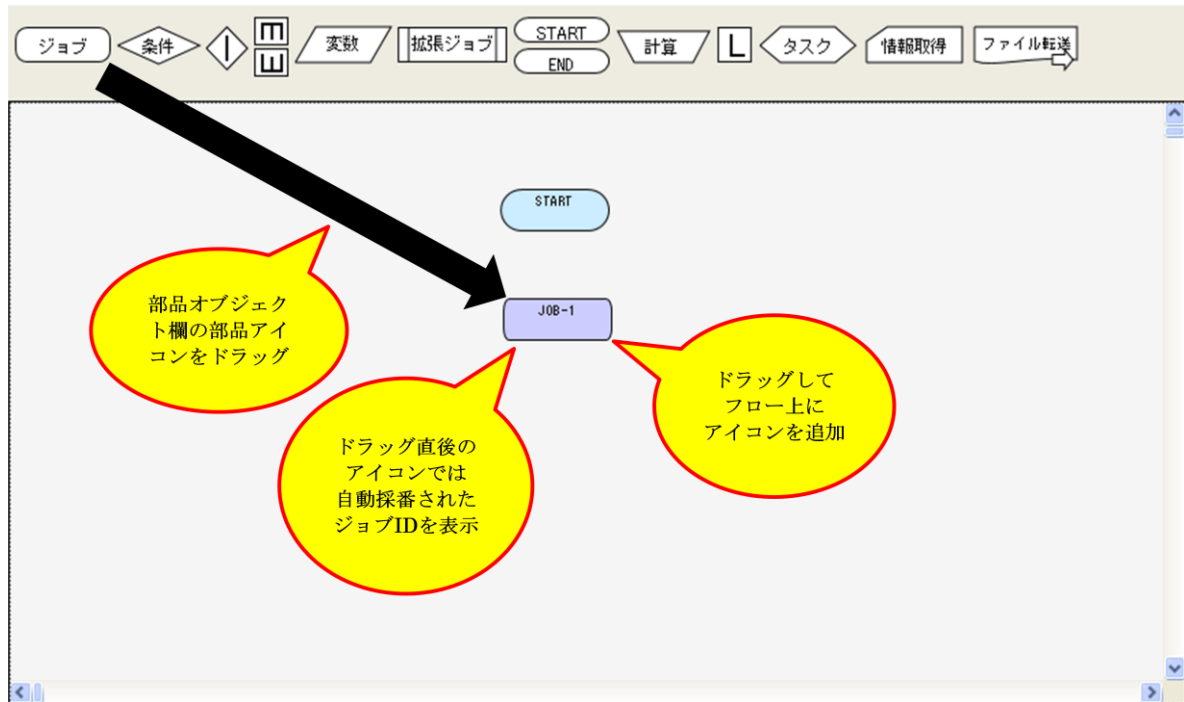 ジョブ
条件
変数
拡張ジョブ
START
END
計算
L
タスク
情報取得
ファイル転送
START
JOB-1
部品オブジェク
ト欄の部品アイ
コンをドラッグ
ドラッグして
フロー上に
アイコンを追加
ドラッグ直後の
アイコンでは
自動採番された
ジョブIDを表示